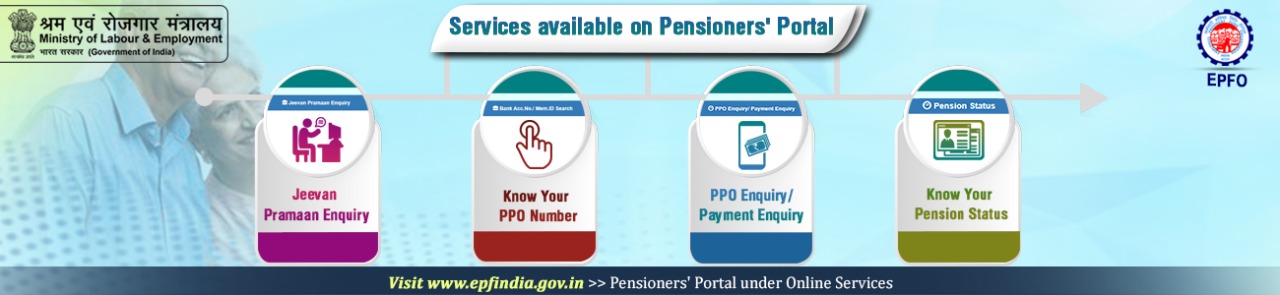 श्रम एवं रोजगार मंत्रालय
Ministry of Labour & Employment
भारत सरकार (Government of India)
सत्यमेव जयते
Services available on Pensioners' Portal
EPFO
Jeevan Pramaan Enquiry
Jeevan
Pramaan Enquiry
Bank Acc.No./ Mem.ID Search
Know Your
PPO Number
PPO Enquiry/ Payment Enquiry
PPO Enquiry/
Payment Enquiry
Pension Status
Know Your
Pension Status
Visit www.epfindia.gov.in >> Pensioners' Portal under Online Services